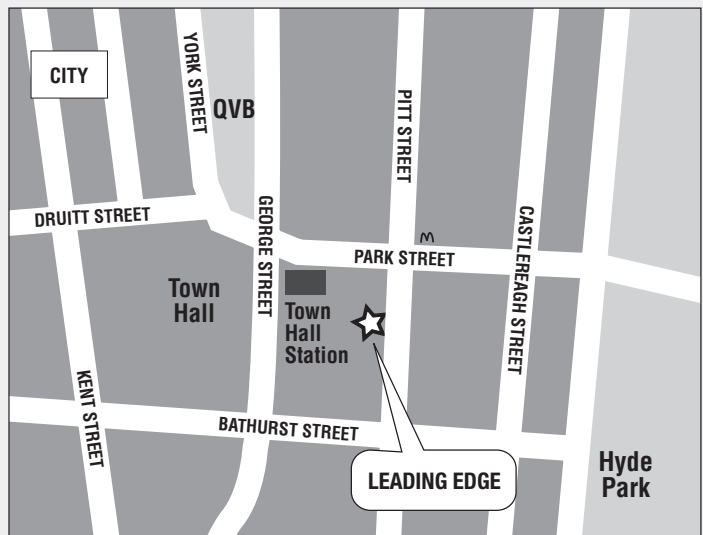 CITY
YORK STREET
QVB
PITT STREET
DRUITT STREET
GEORGE STREET
CASTLEREAGH STREET
PARK STREET
Town
Hall
Town
Hall
Station
KENT STREET
BATHURST STREET
LEADING EDGE
Hyde
Park